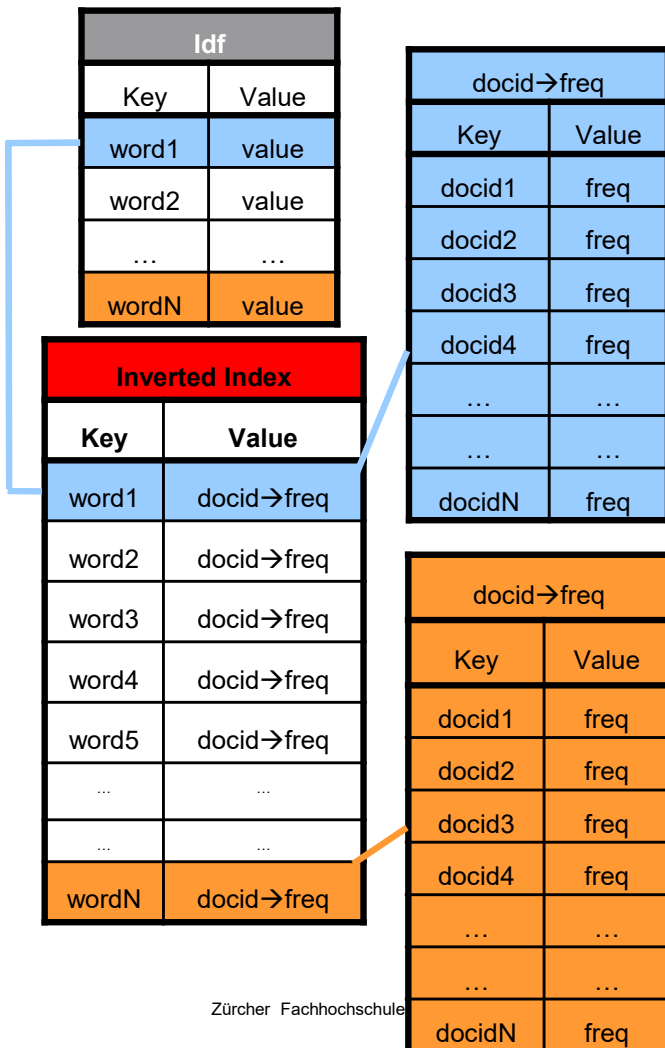 Idf
Key Value
word1 value
word2 value
… …
wordN value
Inverted Index
Key Value
word1 docid→freq
word2 docid→freq
word3 docid→freq
word4 docid→freq
word5 docid→freq
... ...
... ...
wordN docid→freq
docid→freq
Key Value
docid1 freq
docid2 freq
docid3 freq
docid4 freq
… …
… …
docidN freq
docid→freq
Key Value
docid1 freq
docid2 freq
docid3 freq
docid4 freq
… …
… …
docidN freq
Zürcher Fachhochschule